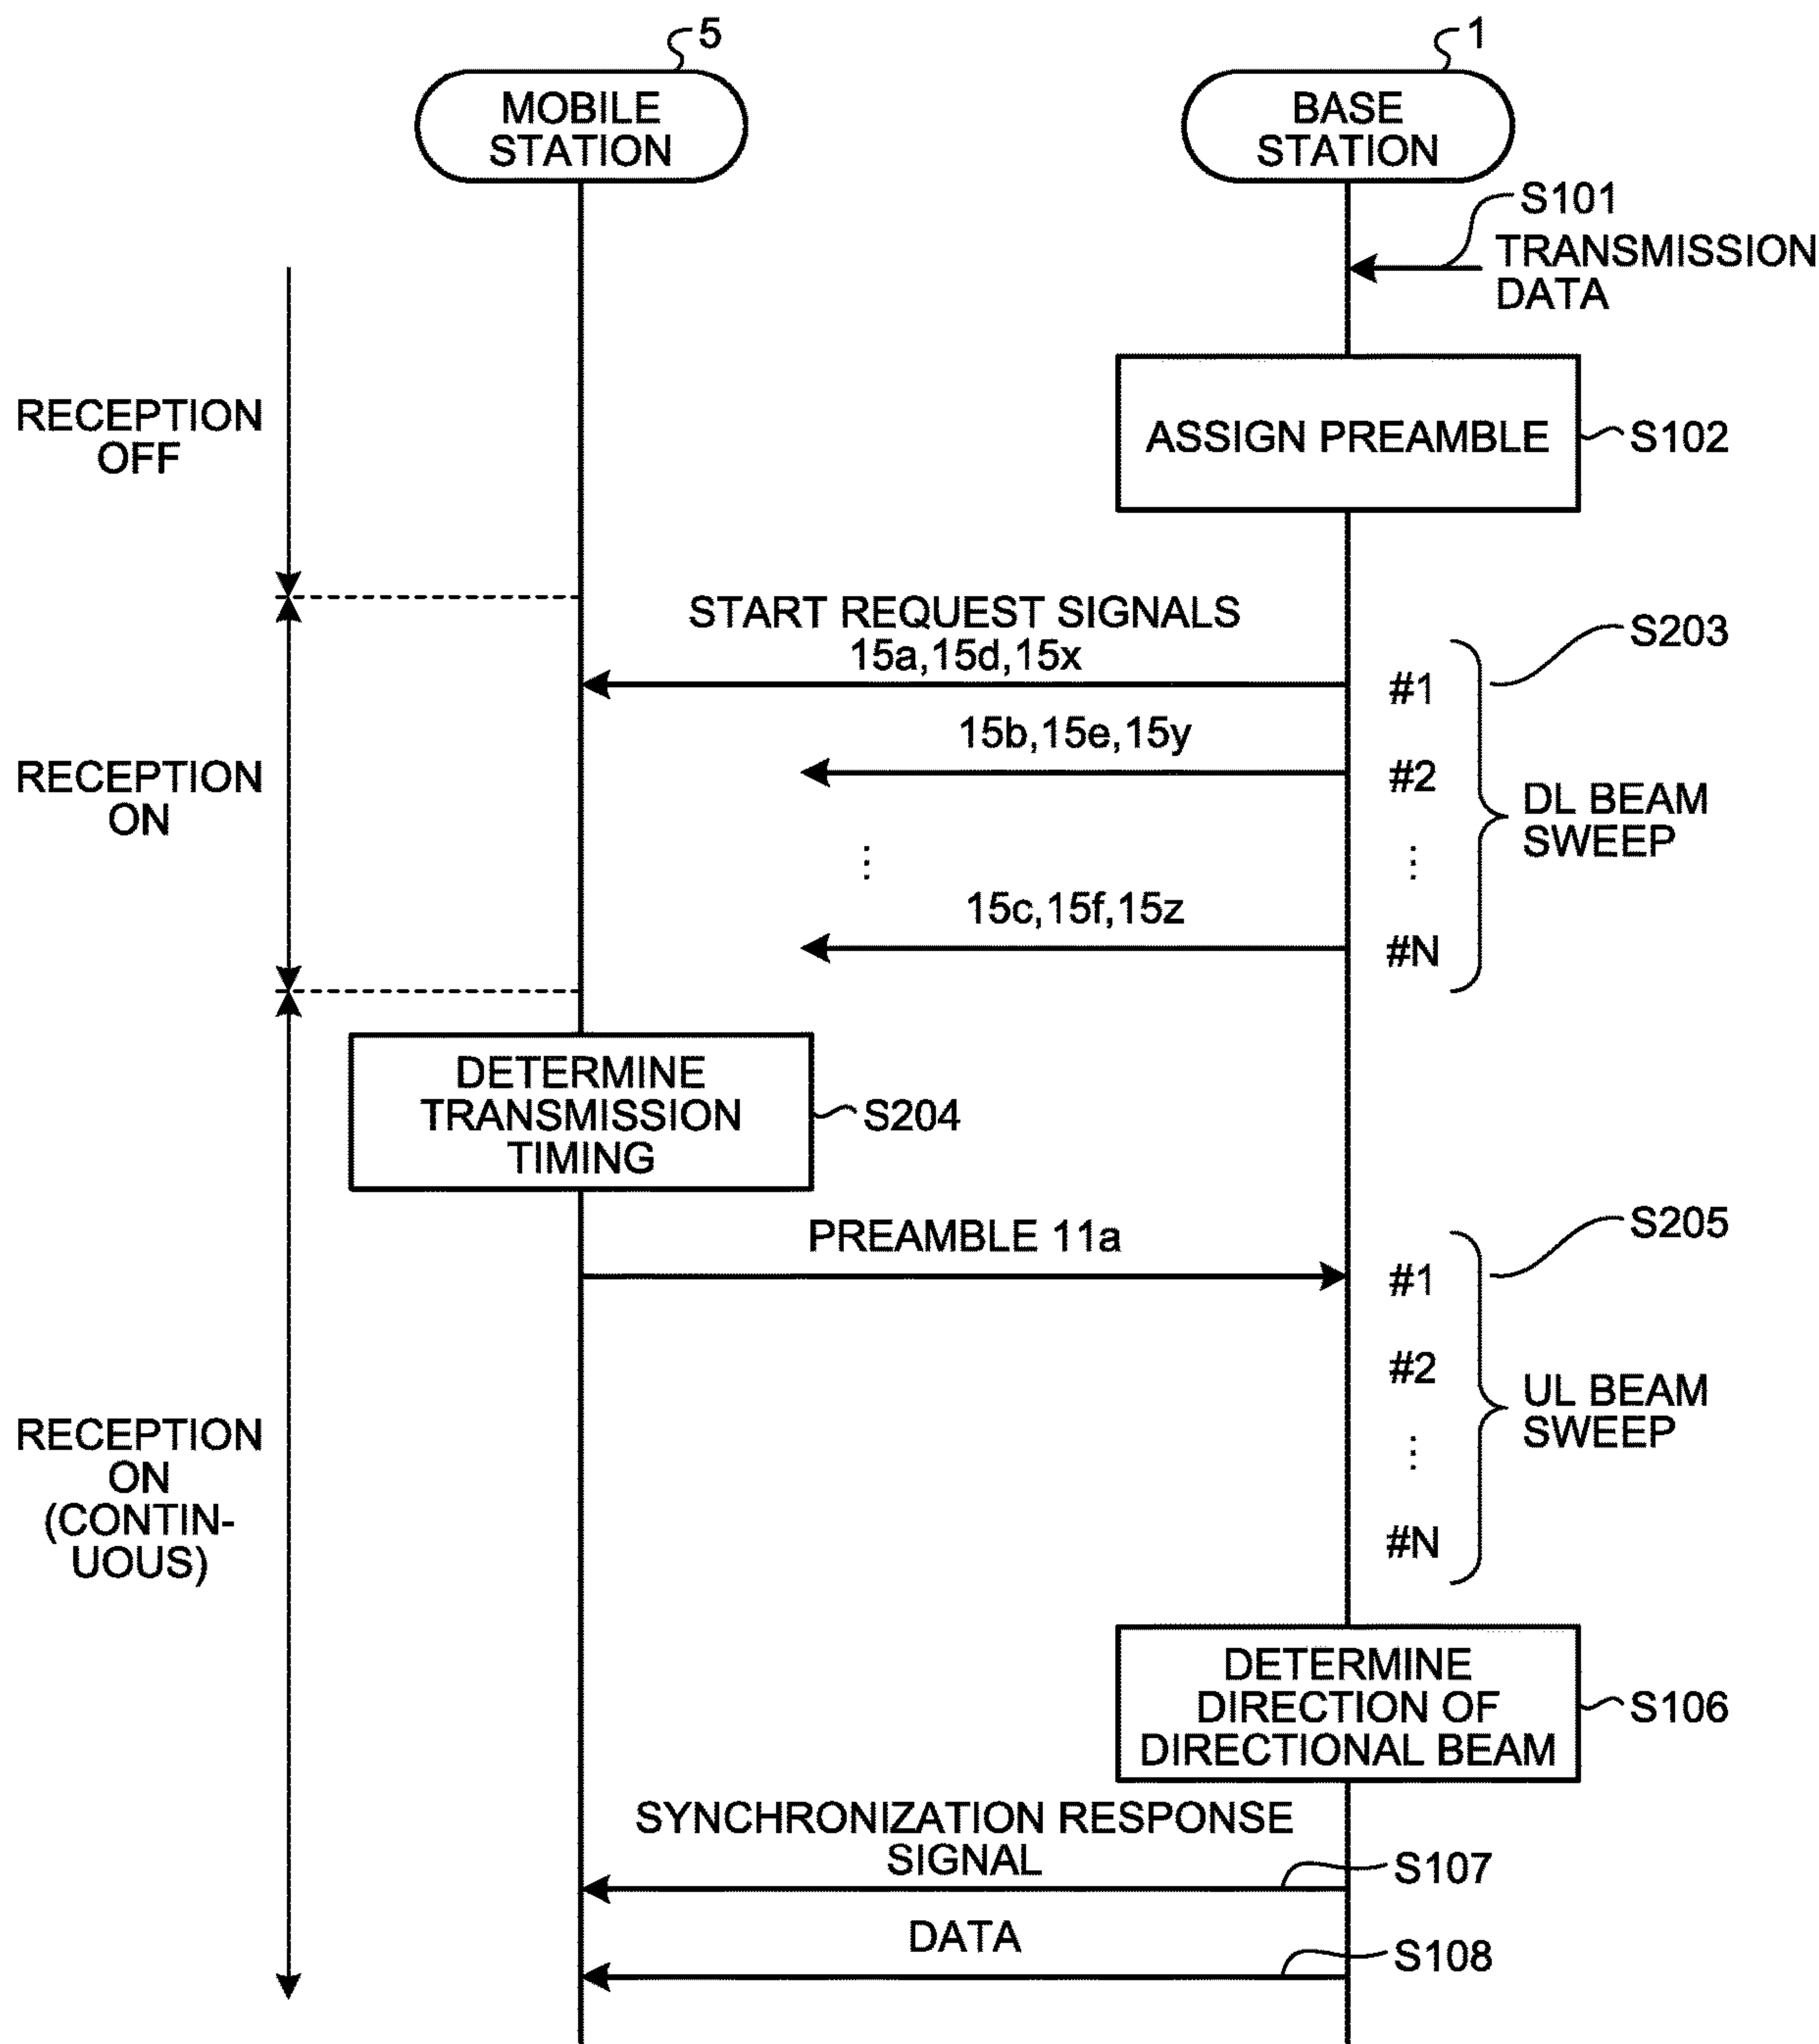 5
1
MOBILE
STATION
BASE
STATION
S101
TRANSMISSION
DATA
RECEPTION
OFF
ASSIGN PREAMBLE
S102
START REQUEST SIGNALS
15a,15d,15x
#1
S203
15b,15e,15y
#2
RECEPTION
ON
DL BEAM
SWEEP
⋮
⋮
15c,15f,15z
#N
DETERMINE
TRANSMISSION
TIMING
S204
PREAMBLE 11a
#1
S205
#2
UL BEAM
SWEEP
⋮
#N
RECEPTION
ON
(CONTIN-
UOUS)
DETERMINE
DIRECTION OF
DIRECTIONAL BEAM
S106
SYNCHRONIZATION RESPONSE
SIGNAL
S107
DATA
S108